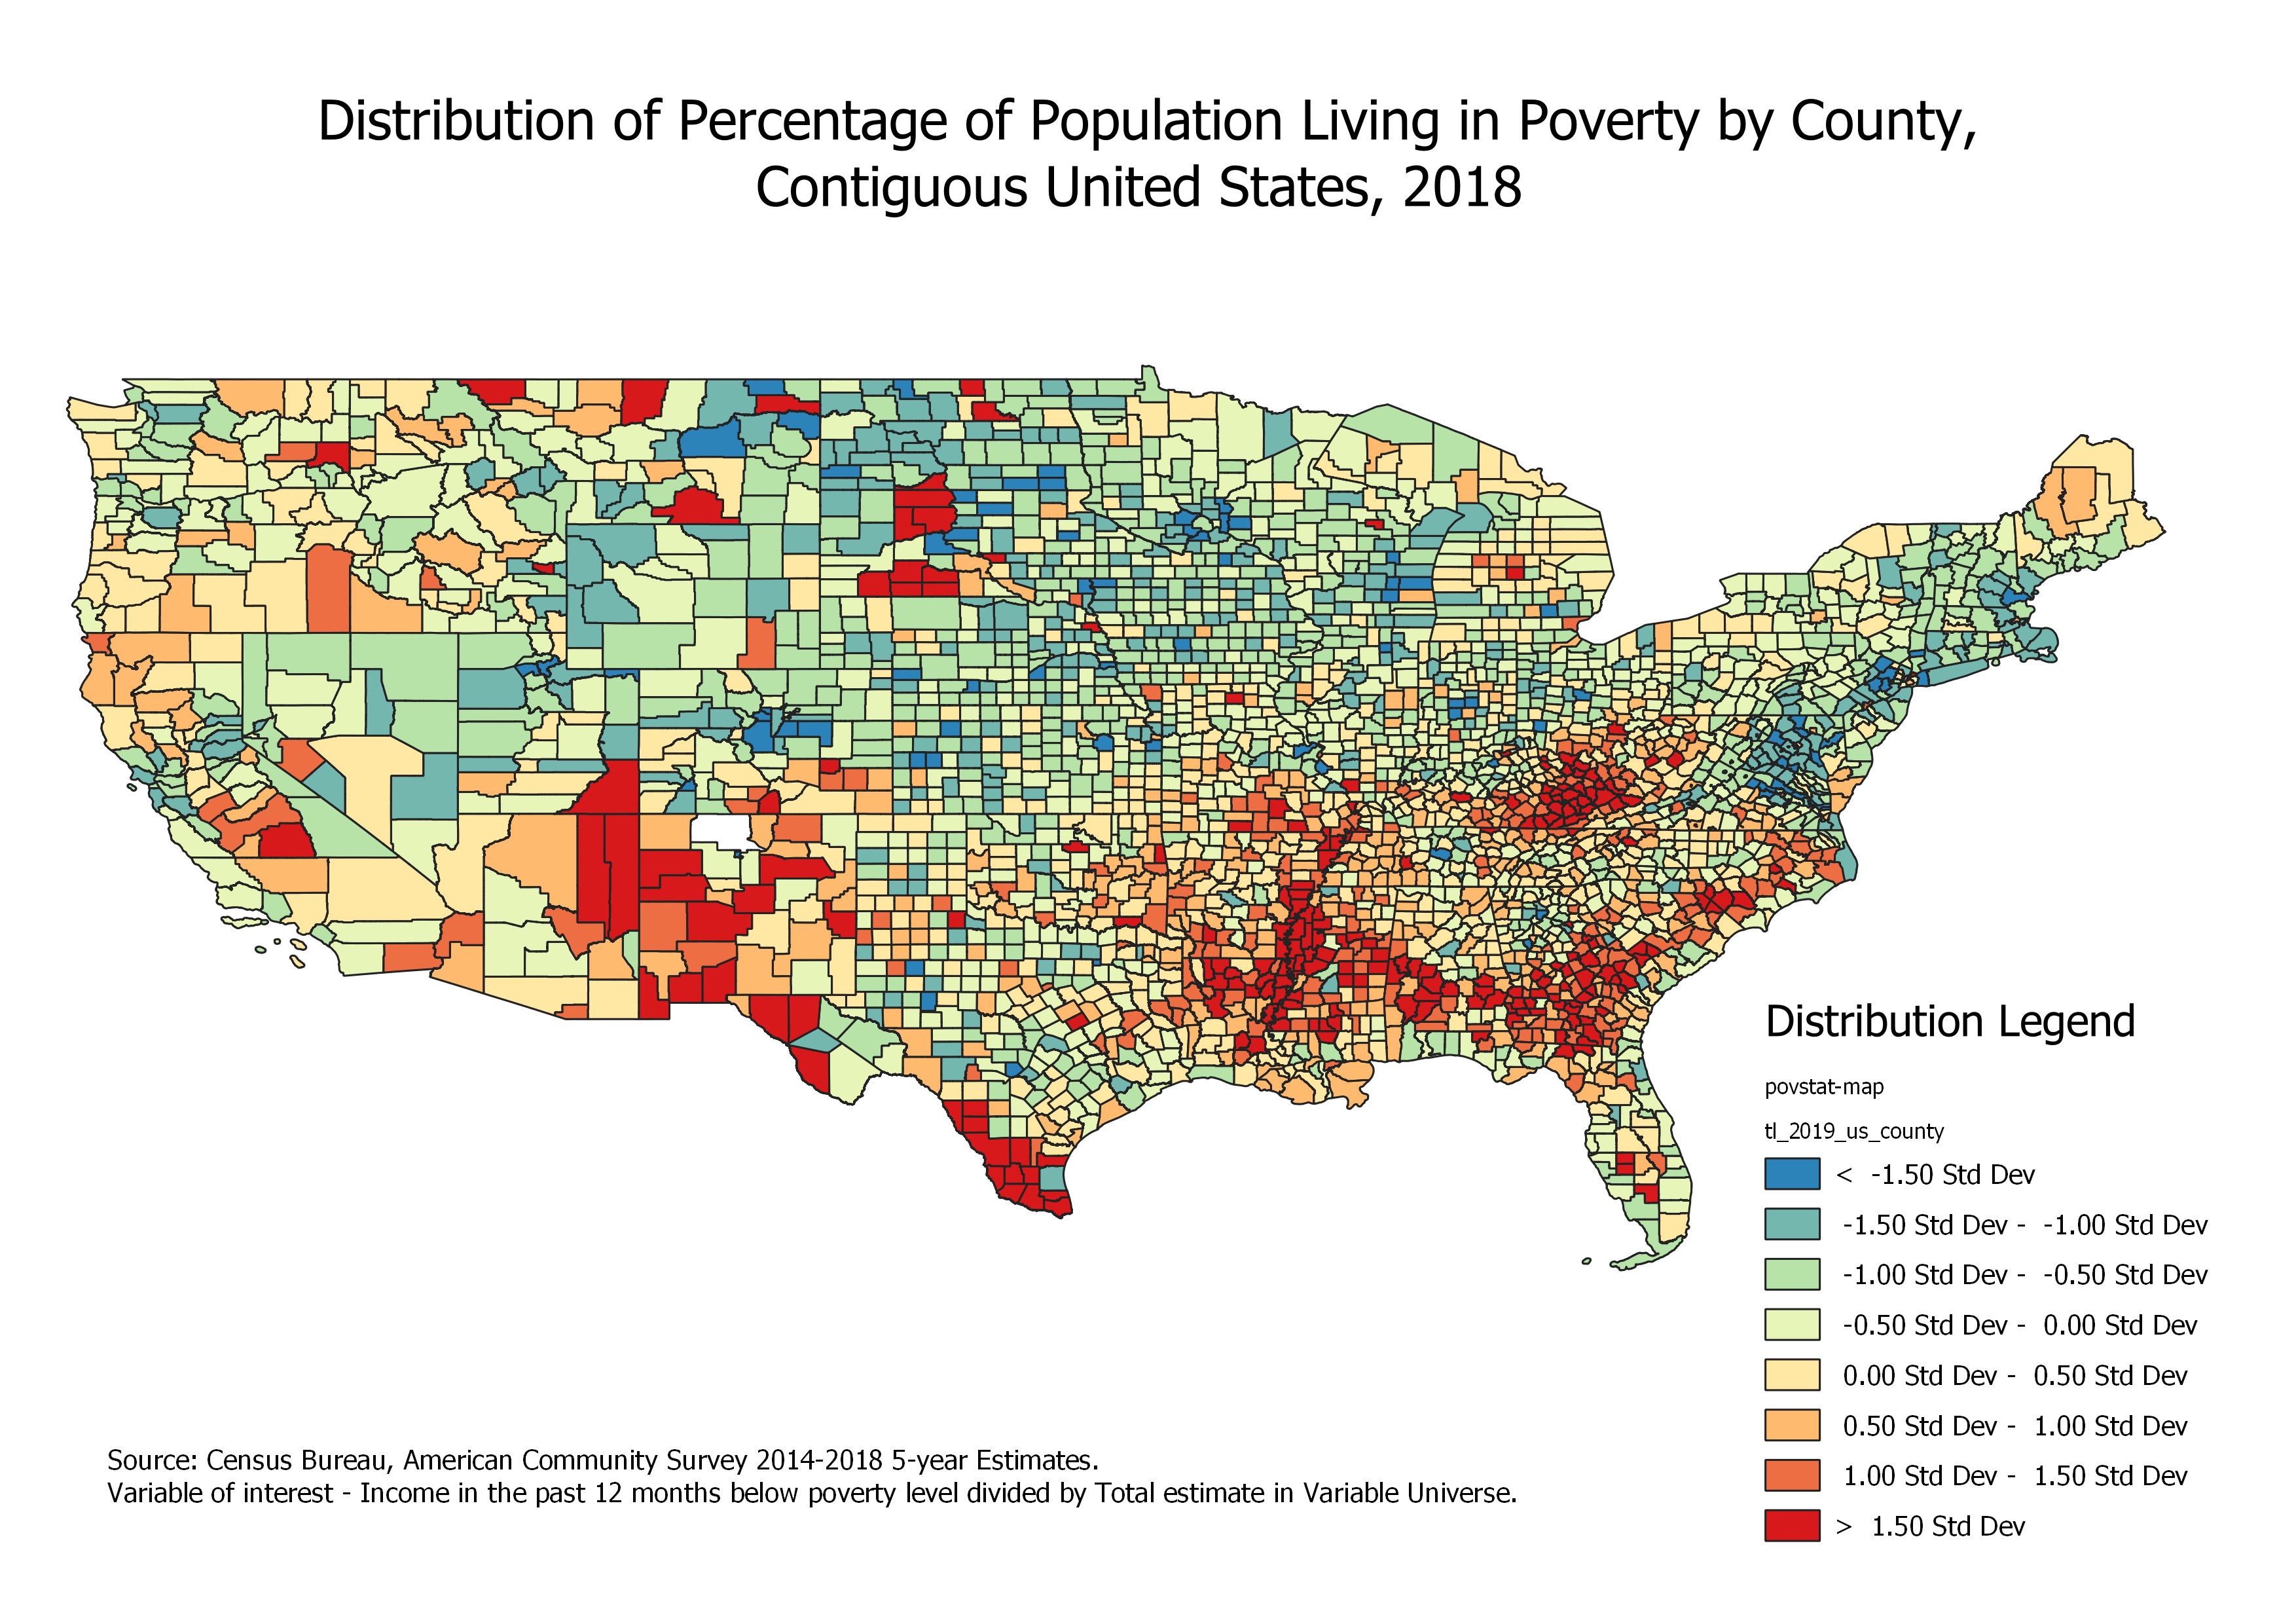 Distribution of Percentage of Population Living in Poverty by County,
Contiguous United States, 2018
Distribution Legend
povstat-map
tl_2019_us_county
< -1.50 Std Dev
-1.50 Std Dev - -1.00 Std Dev
-1.00 Std Dev - -0.50 Std Dev
-0.50 Std Dev - 0.00 Std Dev
0.00 Std Dev - 0.50 Std Dev
0.50 Std Dev - 1.00 Std Dev
1.00 Std Dev - 1.50 Std Dev
> 1.50 Std Dev
Source: Census Bureau, American Community Survey 2014-2018 5-year Estimates.
Variable of interest - Income in the past 12 months below poverty level divided by Total estimate in Variable Universe.